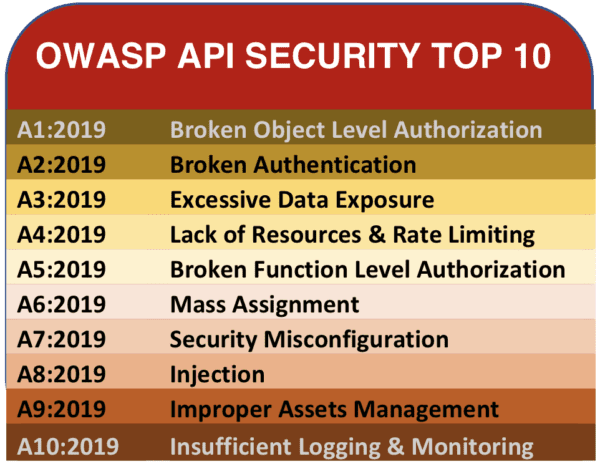 OWASP API SECURITY TOP 10
A1:2019 Broken Object Level Authorization
A2:2019 Broken Authentication
A3:2019 Excessive Data Exposure
A4:2019 Lack of Resources & Rate Limiting
A5:2019 Broken Function Level Authorization
A6:2019 Mass Assignment
A7:2019 Security Misconfiguration
A8:2019 Injection
A9:2019 Improper Assets Management
A10:2019 Insufficient Logging & Monitoring